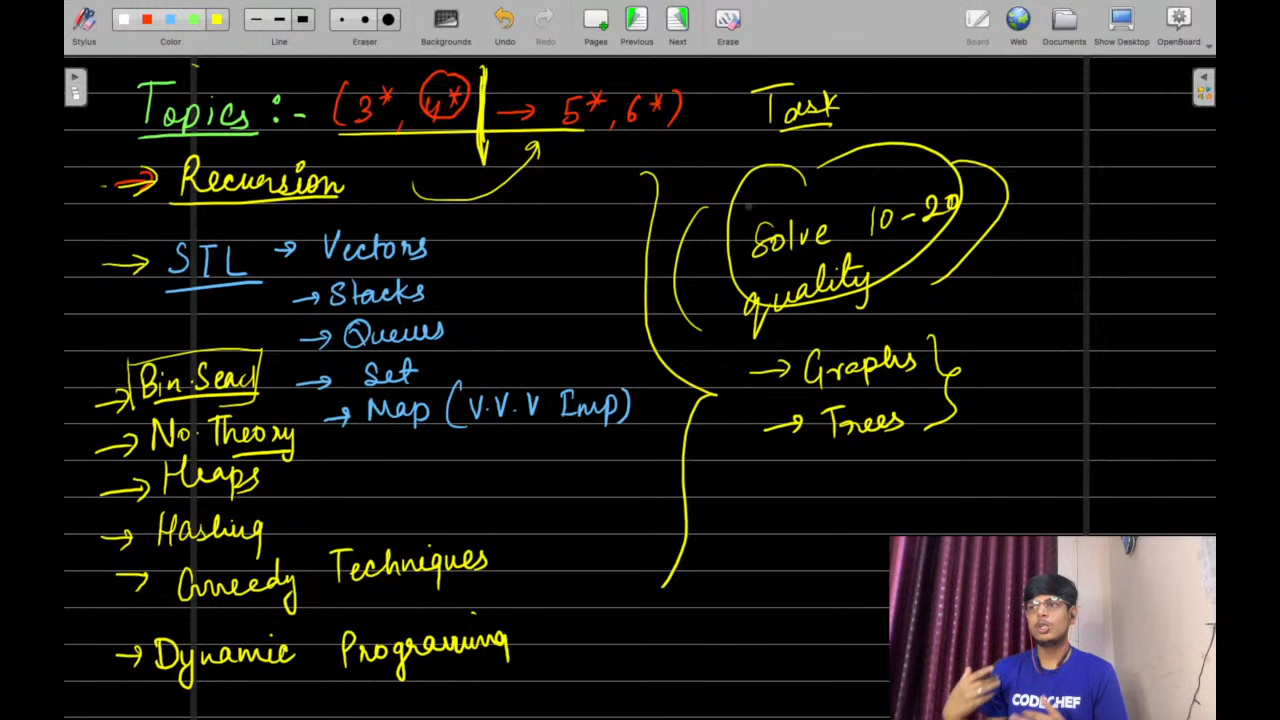 Stylus
Color
Line
Eraser
Backgrounds
Undo
Redo
Pages
Previous
Next
Erase
Board
Web
Documents
Show Desktop
OpenBoard
Topics :- (3*, 4* → 5*, 6*)
→ Recursion
→ STL → Vectors
→ Stacks
→ Queues
→ Set
→ Map (V.V.V Imp)
→ Bin. Seach
→ No. Theory
→ Heaps
→ Hashing
→ Greedy Techniques
→ Dynamic Programing
Task
Solve 10-20
quality
→ Graphs
→ Trees
CODECHEF